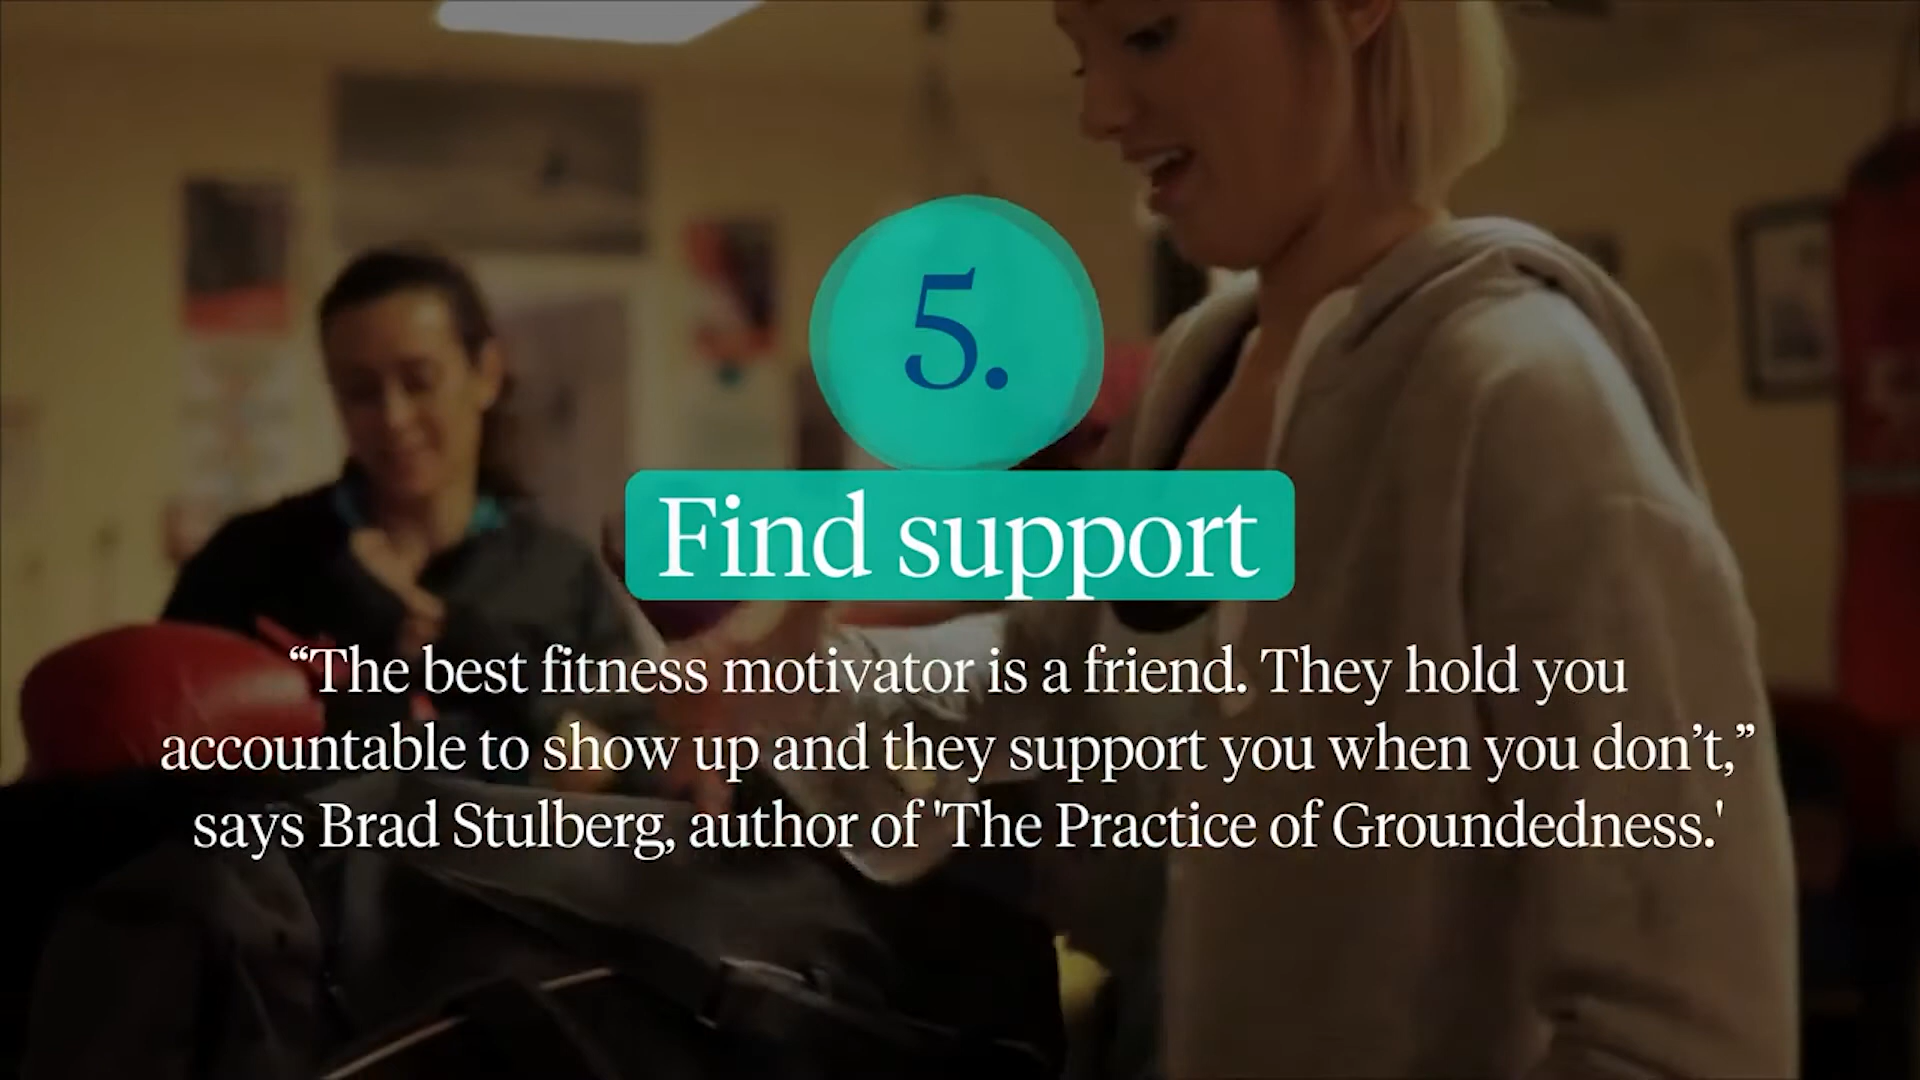 5.
Find support
“The best fitness motivator is a friend. They hold you
accountable to show up and they support you when you don’t,”
says Brad Stulberg, author of 'The Practice of Groundedness.'